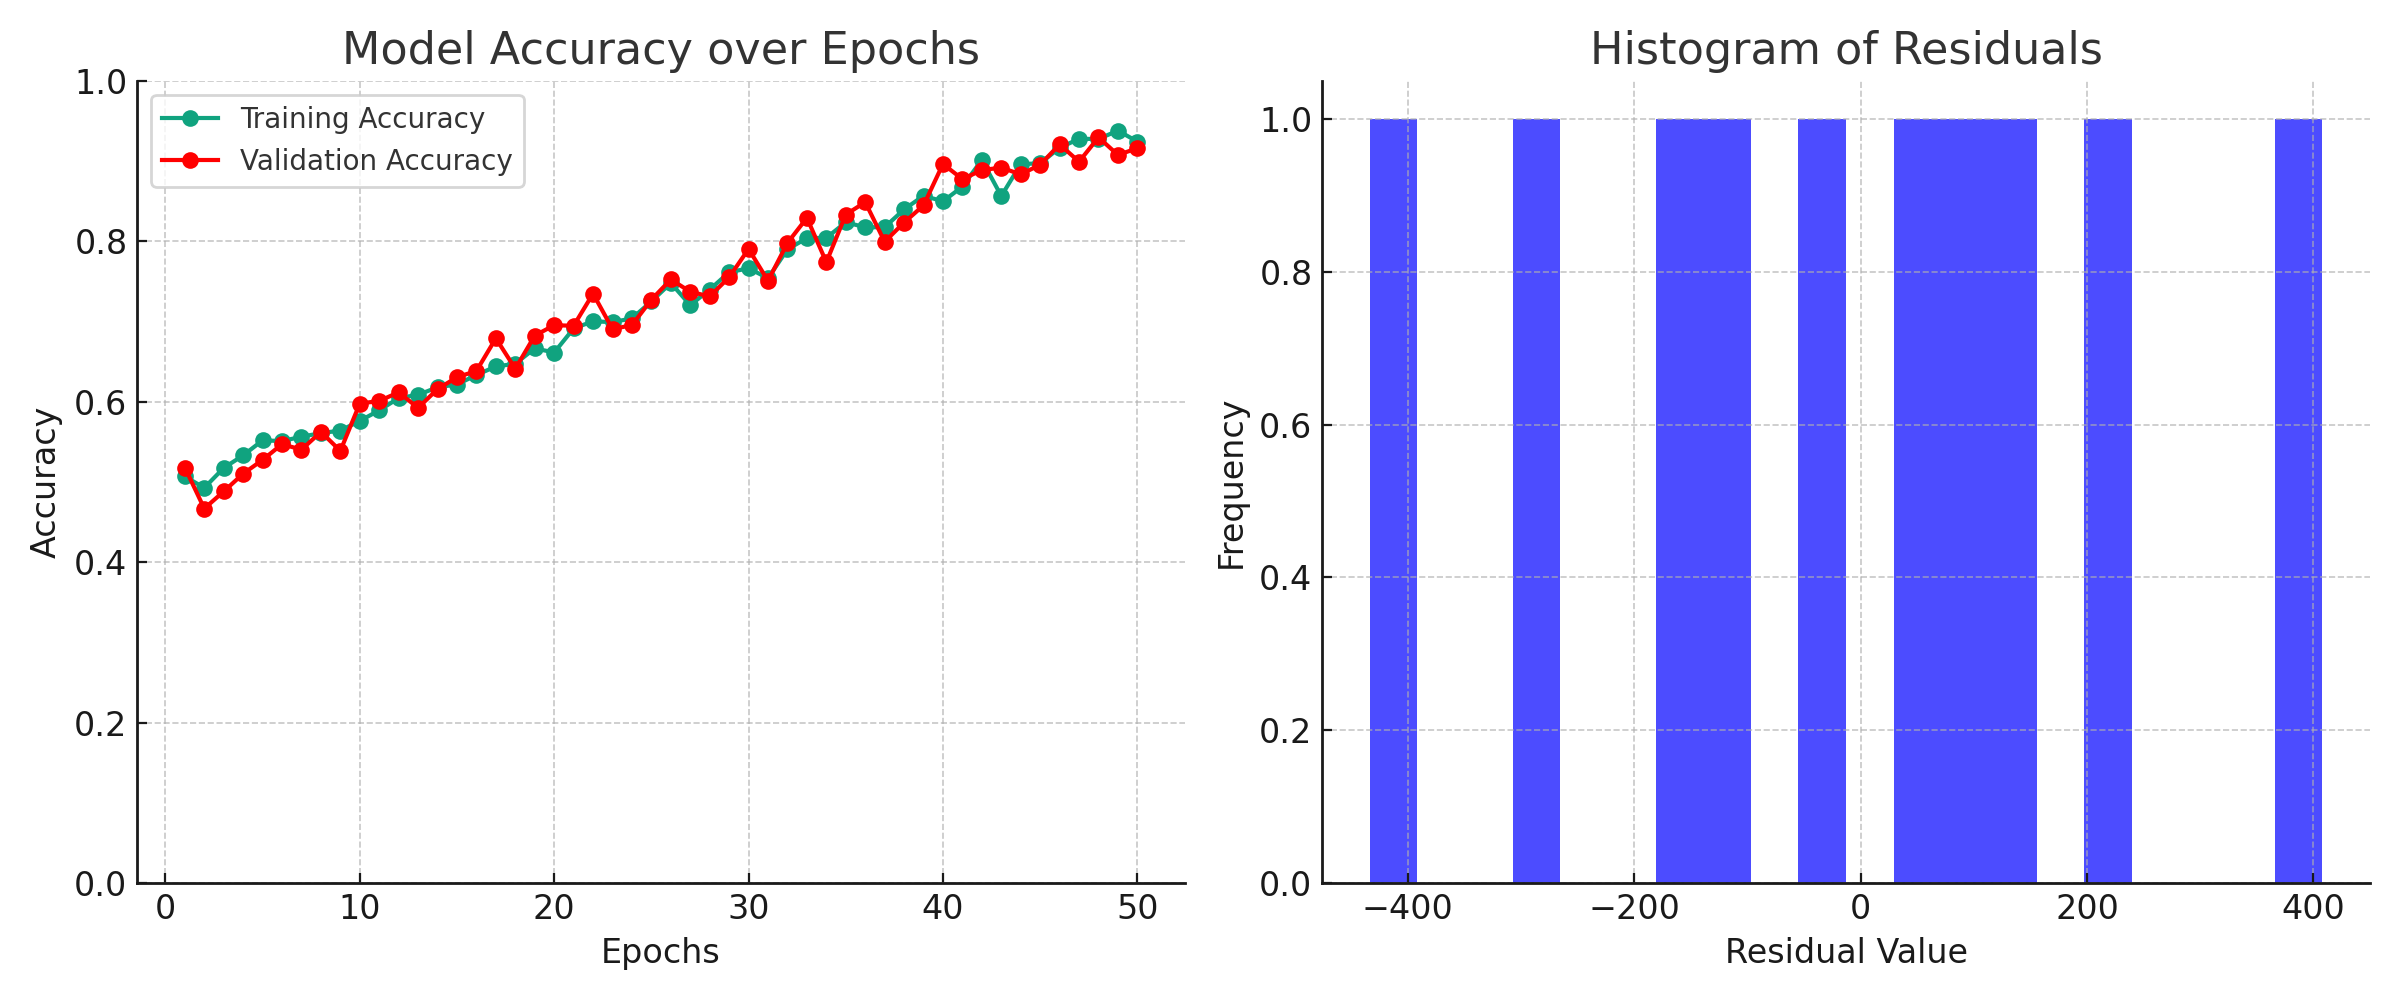 Model Accuracy over Epochs
1.0
0.8
0.6
0.4
0.2
0.0
Accuracy
Training Accuracy
Validation Accuracy
0 10 20 30 40 50
Epochs
Histogram of Residuals
1.0
0.8
0.6
0.4
0.2
0.0
Frequency
−400 −200 0 200 400
Residual Value